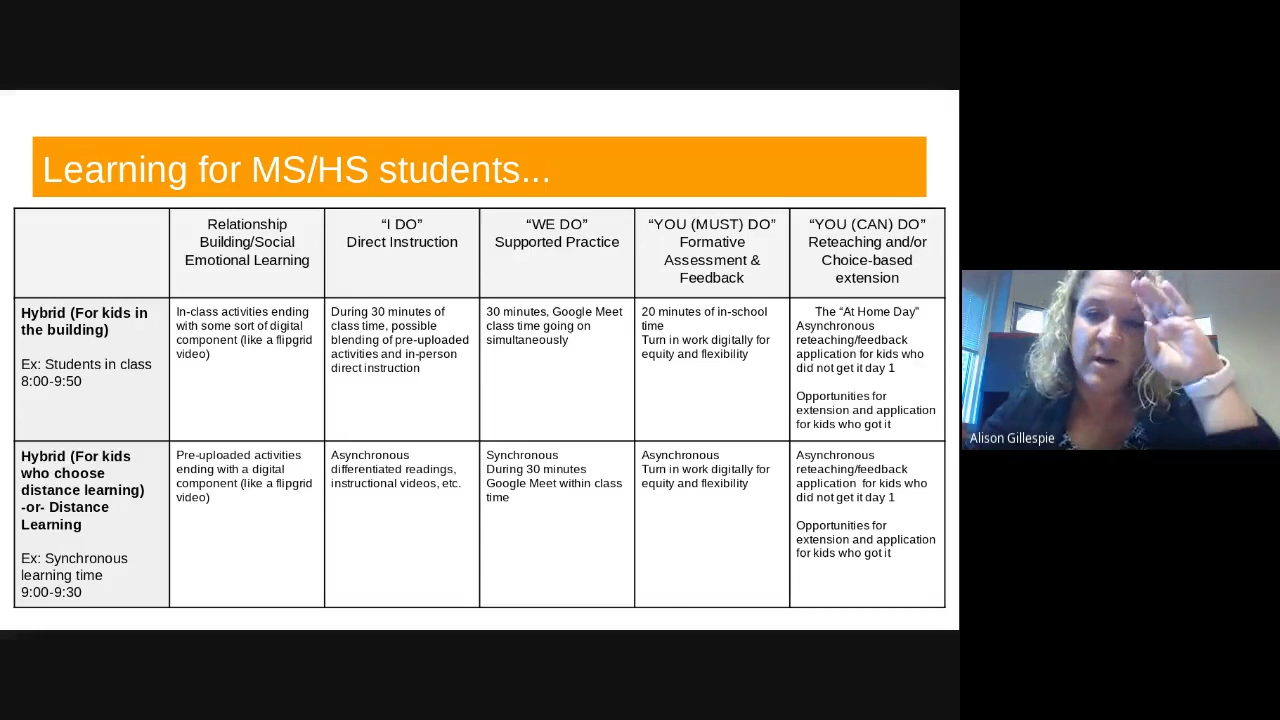 Learning for MS/HS students...
Relationship
Building/Social
Emotional Learning
“I DO”
Direct Instruction
“WE DO”
Supported Practice
“YOU (MUST) DO”
Formative
Assessment &
Feedback
“YOU (CAN) DO”
Reteaching and/or
Choice-based
extension
Hybrid (For kids in
the building)
Ex: Students in class
8:00-9:50
In-class activities ending
with some sort of digital
component (like a flipgrid
video)
During 30 minutes of
class time, possible
blending of pre-uploaded
activities and in-person
direct instruction
30 minutes, Google Meet
class time going on
simultaneously
20 minutes of in-school
time
Turn in work digitally for
equity and flexibility
The “At Home Day”
Asynchronous
reteaching/feedback
application for kids who
did not get it day 1
Opportunities for
extension and application
for kids who got it
Hybrid (For kids
who choose
distance learning)
-or- Distance
Learning
Ex: Synchronous
learning time
9:00-9:30
Pre-uploaded activities
ending with a digital
component (like a flipgrid
video)
Asynchronous
differentiated readings,
instructional videos, etc.
Synchronous
During 30 minutes
Google Meet within class
time
Asynchronous
Turn in work digitally for
equity and flexibility
Asynchronous
reteaching/feedback
application for kids who
did not get it day 1
Opportunities for
extension and application
for kids who got it
Alison Gillespie